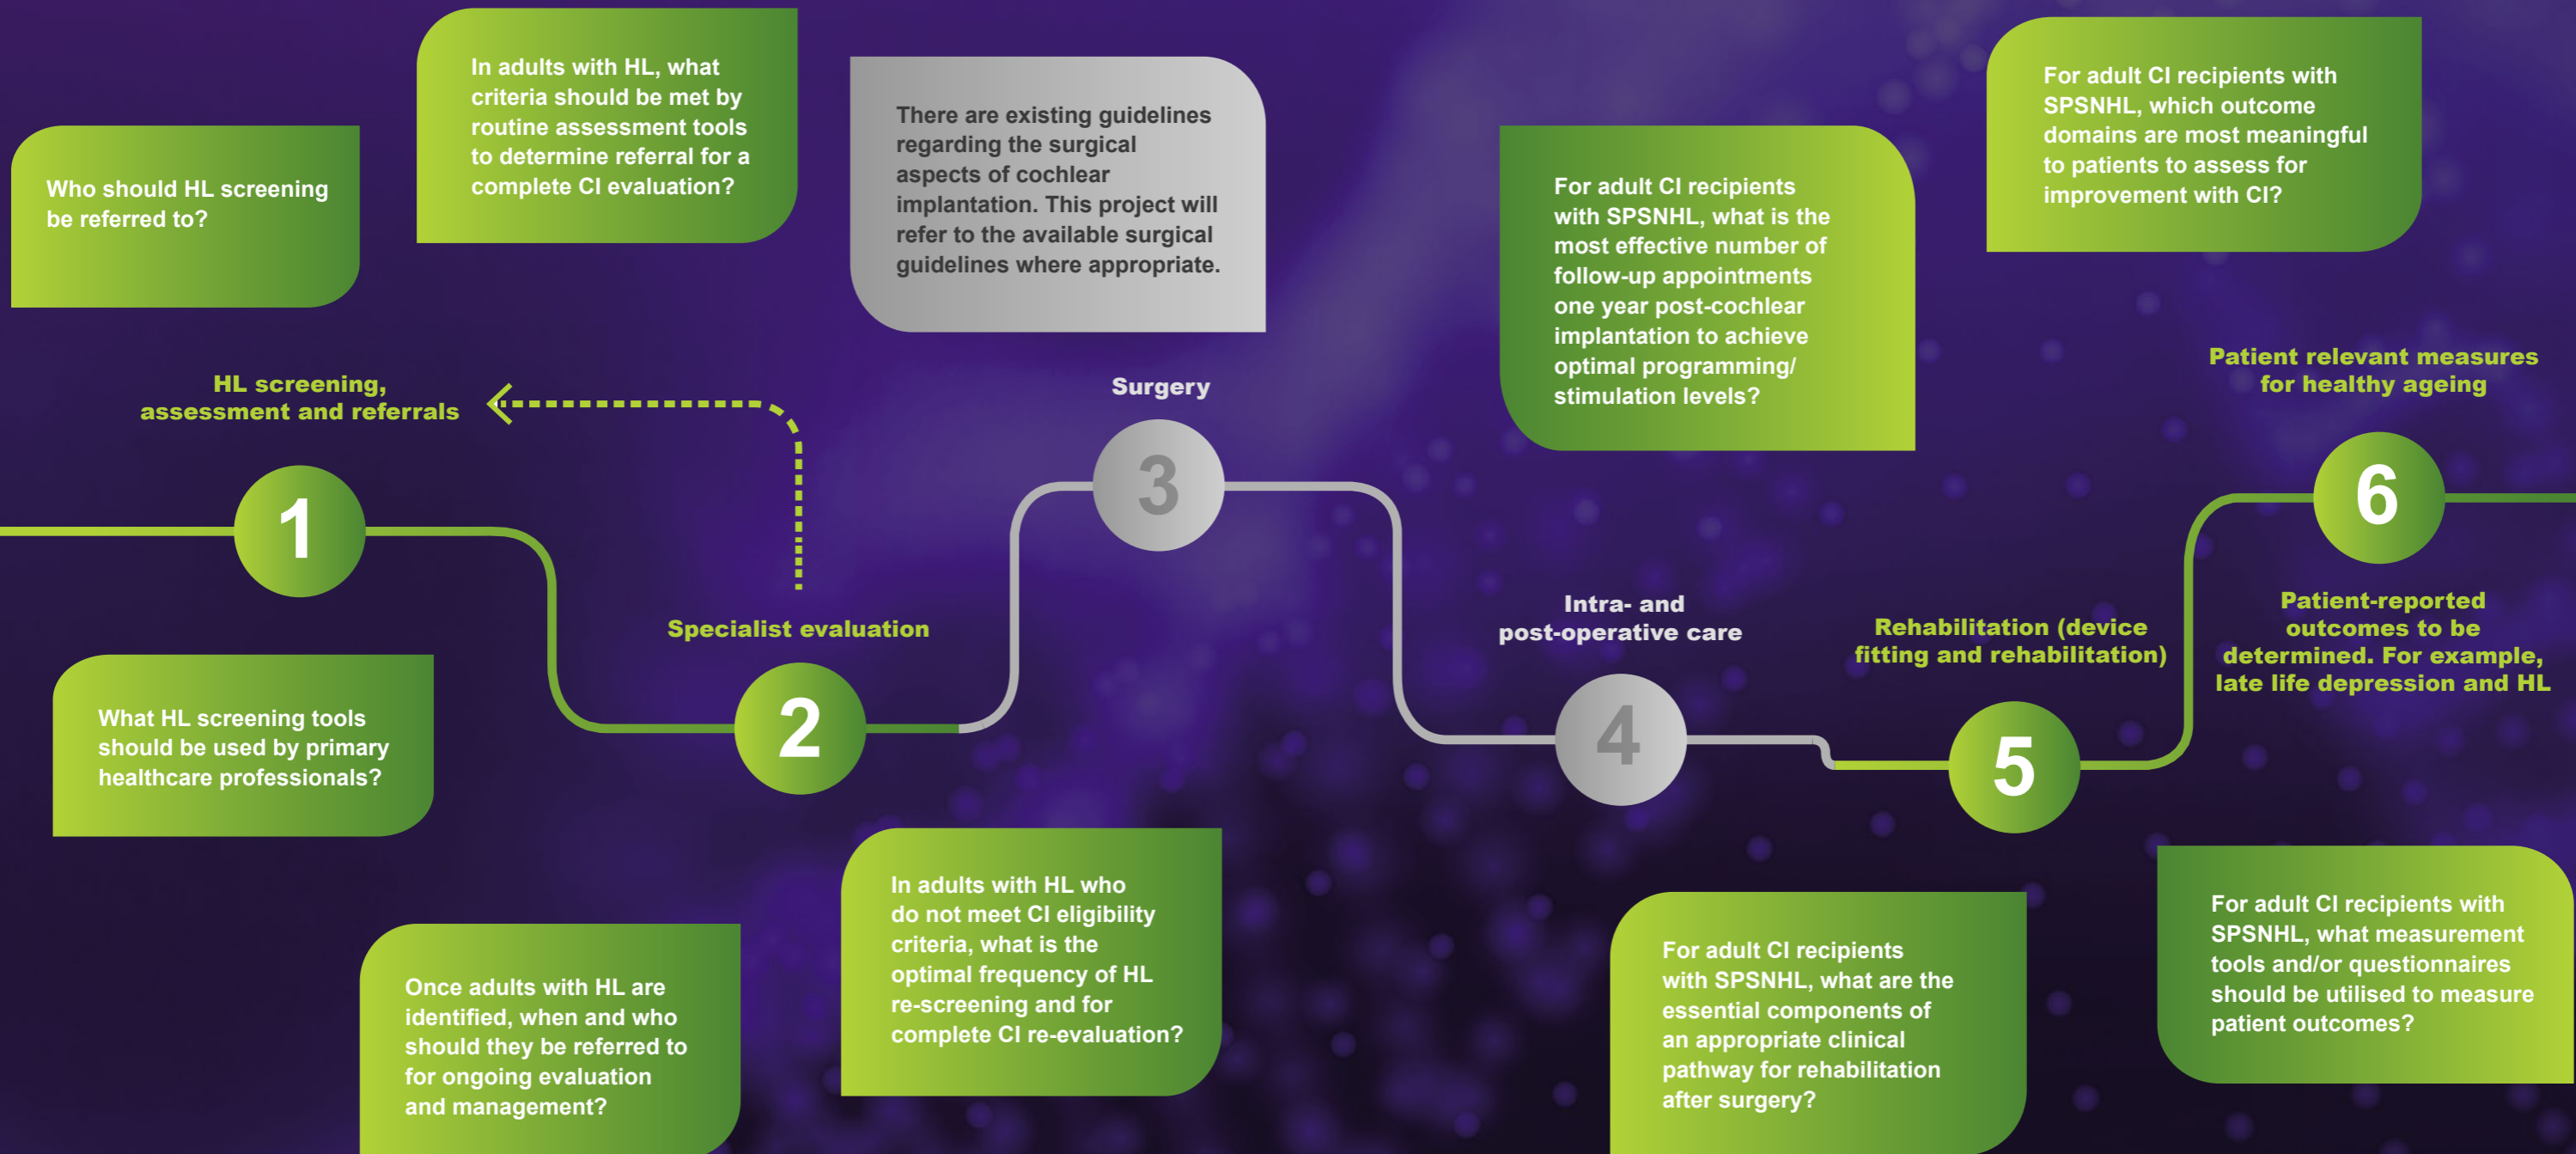 Who should HL screening
be referred to?
In adults with HL, what
criteria should be met by
routine assessment tools
to determine referral for a
complete CI evaluation?
There are existing guidelines
regarding the surgical
aspects of cochlear
implantation. This project will
refer to the available surgical
guidelines where appropriate.
For adult CI recipients
with SPSNHL, what is the
most effective number of
follow-up appointments
one year post-cochlear
implantation to achieve
optimal programming/
stimulation levels?
For adult CI recipients with
SPSNHL, which outcome
domains are most meaningful
to patients to assess for
improvement with CI?
HL screening,
assessment and referrals
1
What HL screening tools
should be used by primary
healthcare professionals?
Once adults with HL are
identified, when and who
should they be referred to
for ongoing evaluation
and management?
Specialist evaluation
2
In adults with HL who
do not meet CI eligibility
criteria, what is the
optimal frequency of HL
re-screening and for
complete CI re-evaluation?
Surgery
3
Intra- and
post-operative care
4
Rehabilitation (device
fitting and rehabilitation)
5
For adult CI recipients
with SPSNHL, what are the
essential components of
an appropriate clinical
pathway for rehabilitation
after surgery?
Patient relevant measures
for healthy ageing
6
Patient-reported
outcomes to be
determined. For example,
late life depression and HL
For adult CI recipients with
SPSNHL, what measurement
tools and/or questionnaires
should be utilised to measure
patient outcomes?